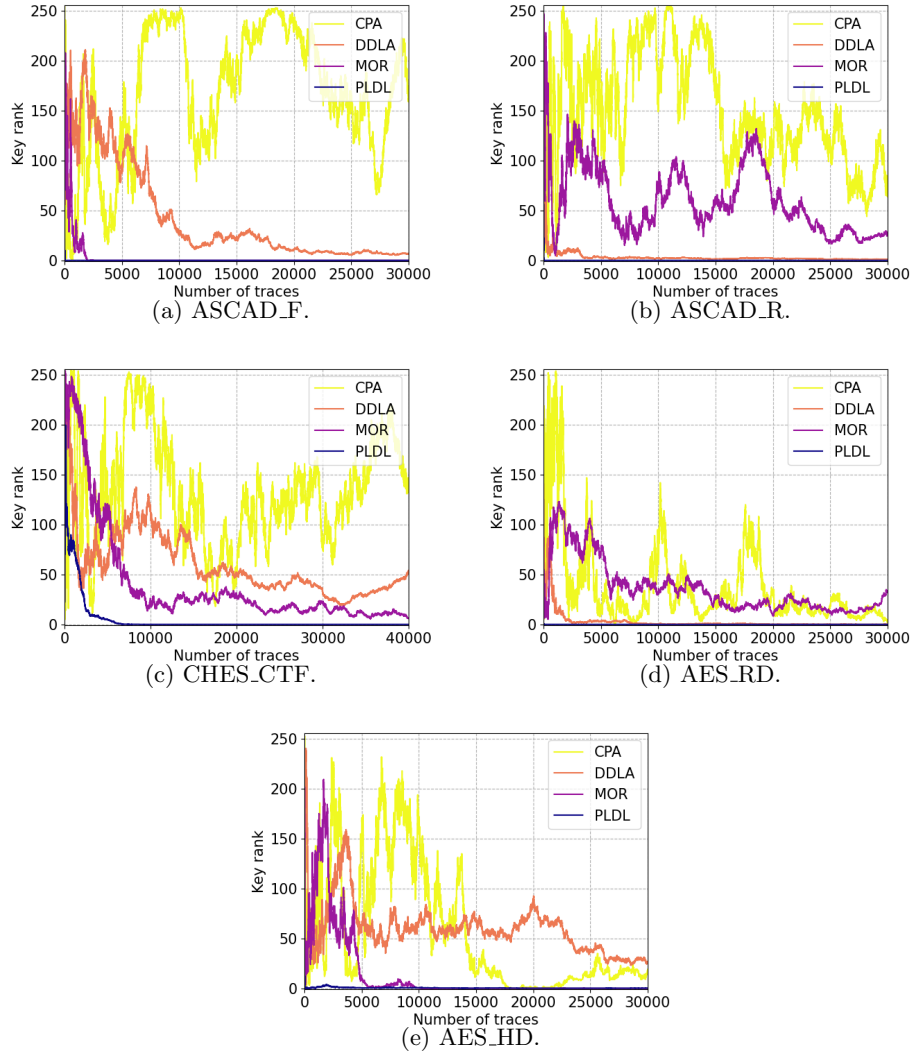 250
200
150
100
50
0
Key rank
CPA
DDLA
MOR
PLDL
0 5000 10000 15000 20000 25000 30000
Number of traces
(a) ASCAD_F.
250
200
150
100
50
0
Key rank
CPA
DDLA
MOR
PLDL
0 5000 10000 15000 20000 25000 30000
Number of traces
(b) ASCAD_R.
250
200
150
100
50
0
Key rank
CPA
DDLA
MOR
PLDL
0 10000 20000 30000 40000
Number of traces
(c) CHES_CTF.
250
200
150
100
50
0
Key rank
CPA
DDLA
MOR
PLDL
0 5000 10000 15000 20000 25000 30000
Number of traces
(d) AES_RD.
250
200
150
100
50
0
Key rank
CPA
DDLA
MOR
PLDL
0 5000 10000 15000 20000 25000 30000
Number of traces
(e) AES_HD.